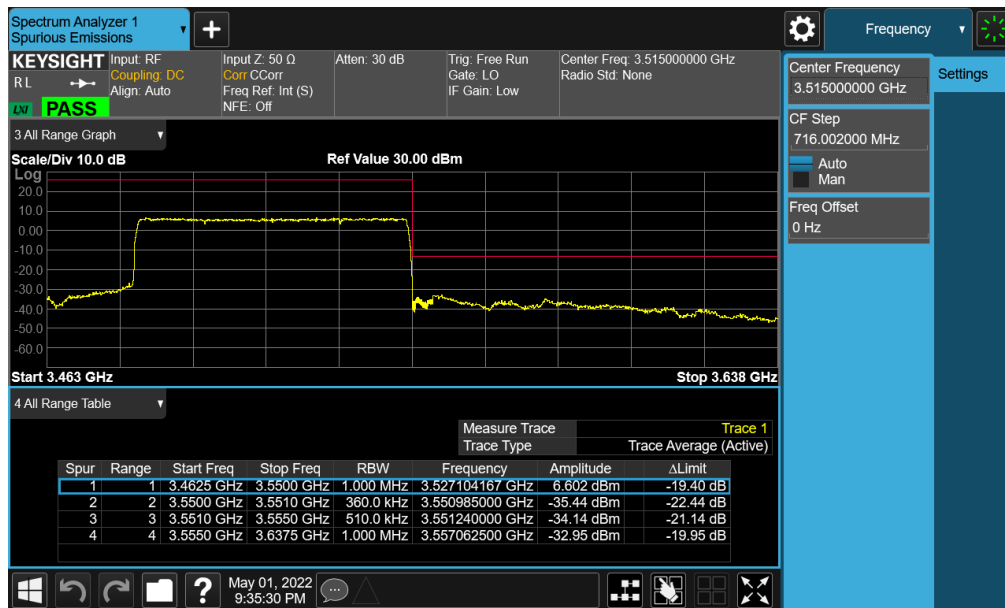 Spectrum Analyzer 1
Spurious Emissions
Frequency
KEYSIGHT
R L
LXI PASS
Input: RF
Coupling: DC
Align: Auto
Input Z: 50 Ω
Corr CCorr
Freq Ref: Int (S)
NFE: Off
Atten: 30 dB
Trig: Free Run
Gate: LO
IF Gain: Low
Center Freq: 3.515000000 GHz
Radio Std: None
Center Frequency
3.515000000 GHz
Settings
CF Step
716.002000 MHz
Auto
Man
Freq Offset
0 Hz
3 All Range Graph
Scale/Div 10.0 dB Ref Value 30.00 dBm
Log
20.0
10.0
0.00
-10.0
-20.0
-30.0
-40.0
-50.0
-60.0
Start 3.463 GHz Stop 3.638 GHz
4 All Range Table
Measure Trace Trace 1
Trace Type Trace Average (Active)
Spur Range Start Freq Stop Freq RBW Frequency Amplitude ΔLimit
1 1 3.4625 GHz 3.5500 GHz 1.000 MHz 3.527104167 GHz 6.602 dBm -19.40 dB
2 2 3.5500 GHz 3.5510 GHz 360.0 kHz 3.550985000 GHz -35.44 dBm -22.44 dB
3 3 3.5510 GHz 3.5550 GHz 510.0 kHz 3.551240000 GHz -34.14 dBm -21.14 dB
4 4 3.5550 GHz 3.6375 GHz 1.000 MHz 3.557062500 GHz -32.95 dBm -19.95 dB
May 01, 2022
9:35:30 PM